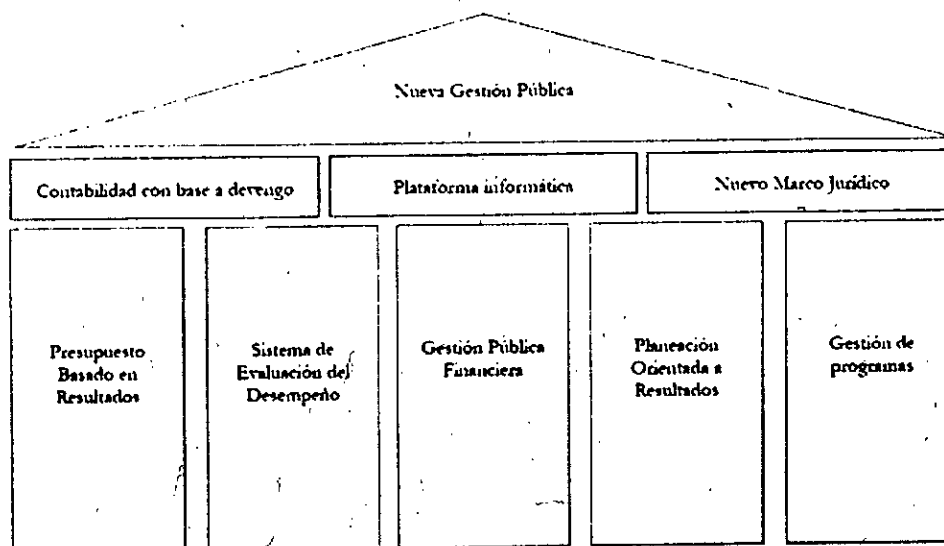 Nueva Gestión Pública
Contabilidad con base a devengo
Plataforma informática
Nuevo Marco Jurídico
Presupuesto
Basado en
Resultados
Sistema de
Evaluación del
Desempeño
Gestión Pública
Financiera
Planeación
Orientada a
Resultados
Gestión de
programas